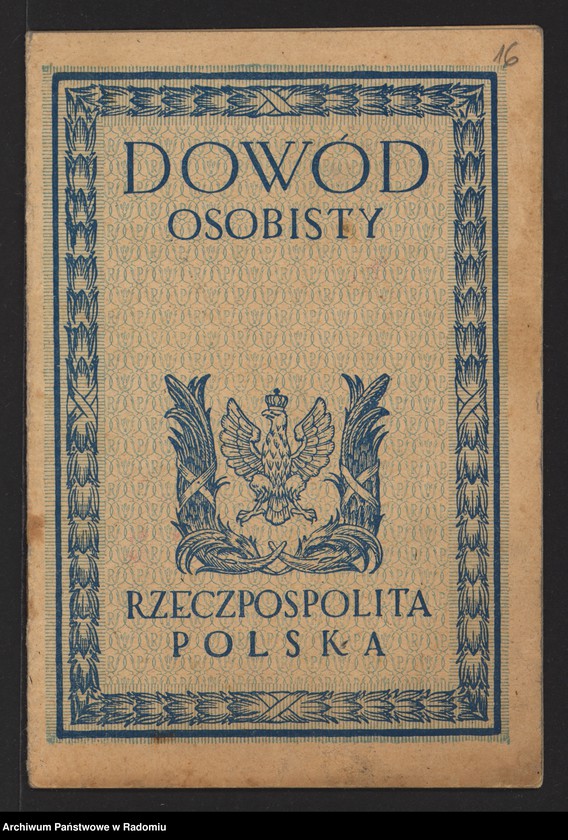 16
DOWÓD
OSOBISTY
RZECZPOSPOLITA
POLSKA
Archiwum Państwowe w Radomiu